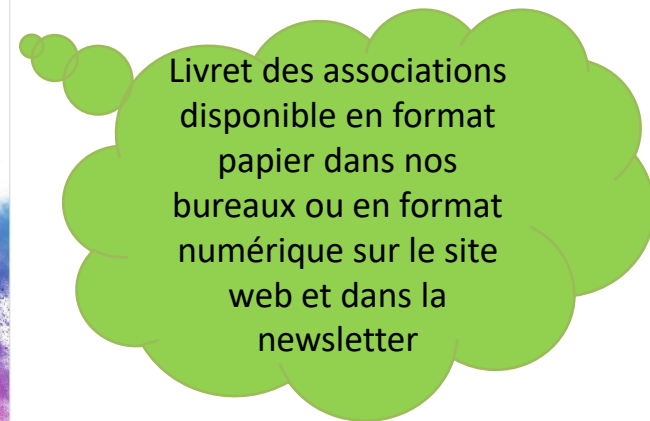 Livret des associations
disponible en format
papier dans nos
bureaux ou en format
numérique sur le site
web et dans la
newsletter